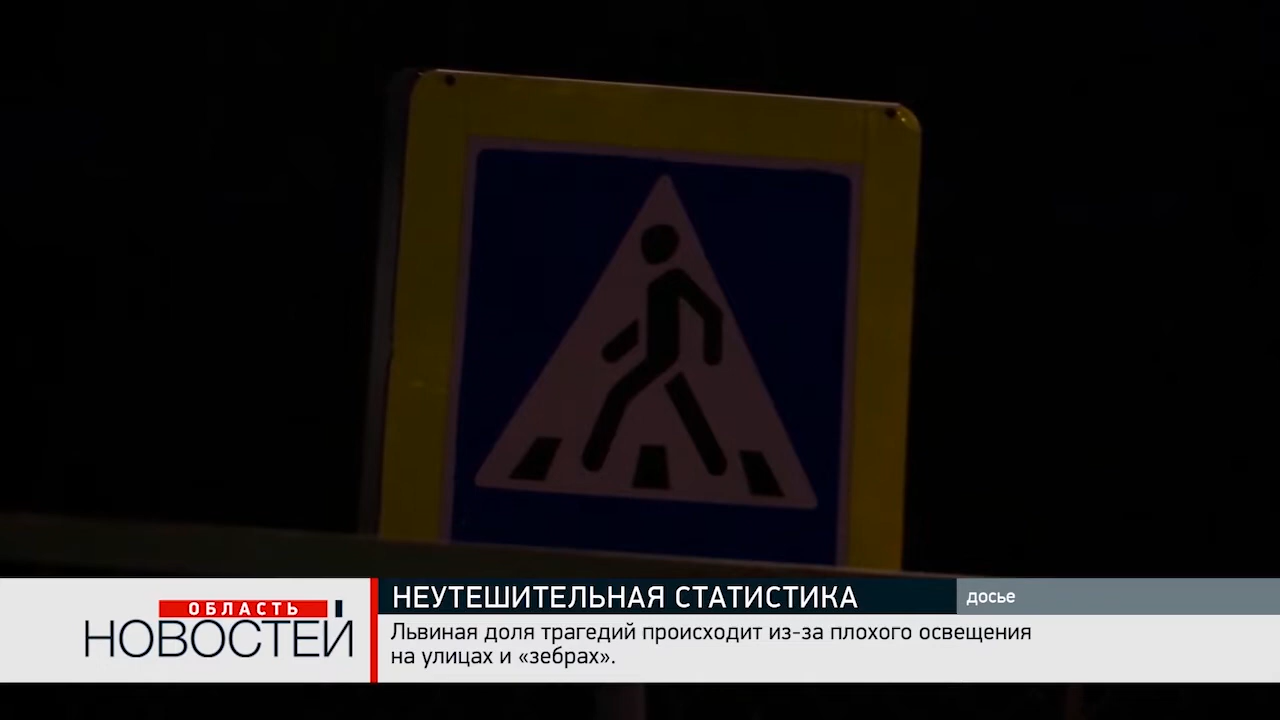 ОБЛАСТЬ
НОВОСТЕЙ
НЕУТЕШИТЕЛЬНАЯ СТАТИСТИКА
досье
Львиная доля трагедий происходит из-за плохого освещения
на улицах и «зебрах».